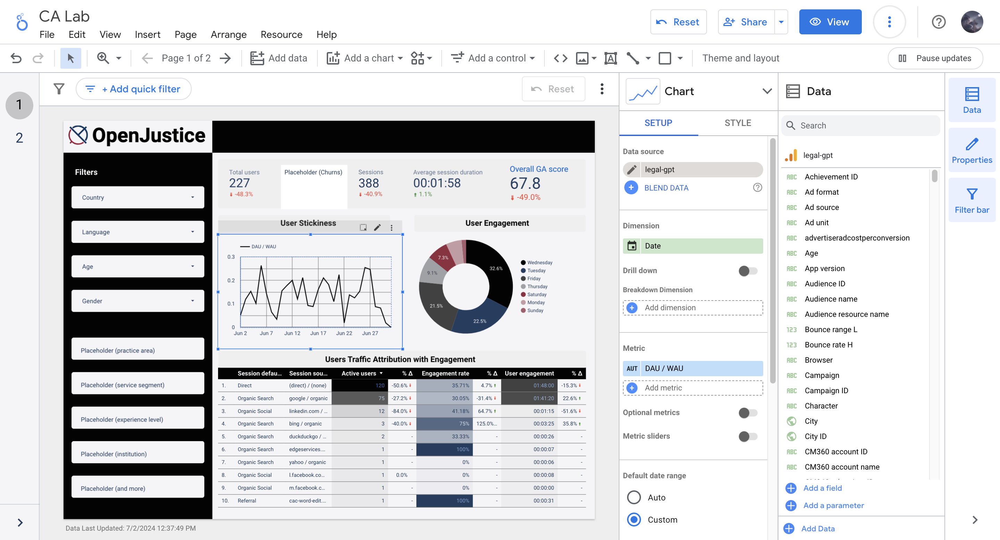 CA Lab
File Edit View Insert Page Arrange Resource Help
Reset
Share
View
Page 1 of 2
Add data
Add a chart
Add a control
Theme and layout
Pause updates
1
2
+ Add quick filter
Reset
OpenJustice
Filters
Country
Language
Age
Gender
Placeholder (practice area)
Placeholder (service segment)
Placeholder (experience level)
Placeholder (institution)
Placeholder (and more)
Total users
227
-48.3%
Placeholder (Churns)
Sessions
388
-40.9%
Average session duration
00:01:58
1.1%
Overall GA score
67.8
-49.0%
User Stickiness
DAU / WAU
0.3
0.2
0.1
0
Jun 2 Jun 7 Jun 12 Jun 17 Jun 22 Jun 27
User Engagement
32.6%
22.5%
21.5%
9.1%
7.3%
Wednesday
Tuesday
Friday
Thursday
Saturday
Monday
Sunday
Users Traffic Attribution with Engagement
Session defau... Session sou... Active users % Δ Engagement rate % Δ User engagement % Δ
1. Direct (direct) / (none) 120 -50.6% 35.71% 4.7% 01:48:00 -15.3%
2. Organic Search google / organic 75 -27.2% 30.05% -31.4% 01:41:20 22.6%
3. Organic Social linkedin.com / ... 12 -84.0% 41.18% 64.7% 00:01:15 -51.6%
4. Organic Search bing / organic 3 -40.0% 75% 125.0%... 00:03:25 35.8%
5. Organic Search duckduckgo / ... 2 - 33.33% - 00:00:26 -
6. Organic Search edgeservices.... 1 - 100% - 00:00:07 -
7. Organic Search yahoo / organic 1 - 0% - 00:00:06 -
8. Organic Social l.facebook.co... 1 0.0% 0% - 00:00:08 -
9. Organic Social m.facebook.c... 1 - 0% - 00:00:00 -
10. Referral cac-word-edit.... 1 - 100% - 00:00:31 -
Data Last Updated: 7/2/2024 12:37:49 PM
Chart
SETUP STYLE
Data source
legal-gpt
BLEND DATA
Dimension
Date
Drill down
Breakdown Dimension
Add dimension
Metric
AUT DAU / WAU
Add metric
Optional metrics
Metric sliders
Default date range
Auto
Custom
Data
Search
legal-gpt
ABC Achievement ID
ABC Ad format
ABC Ad source
ABC Ad unit
ABC advertiseradcostperconversion
ABC Age
ABC App version
ABC Audience ID
ABC Audience name
ABC Audience resource name
123 Bounce range L
123 Bounce rate H
ABC Browser
ABC Campaign
ABC Campaign ID
ABC Character
City
City ID
ABC CM360 account ID
ABC CM360 account name
Add a field
Add a parameter
Add Data
Data
Properties
Filter bar